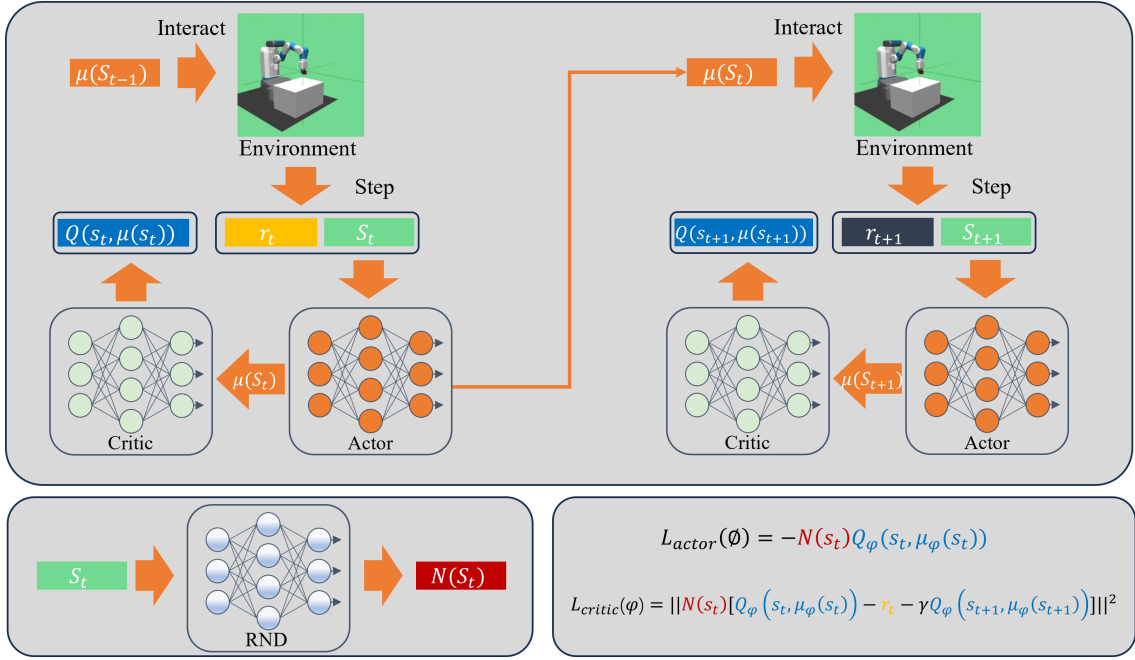 Interact
μ(S_{t−1})
Environment
Step
Q(s_t, μ(s_t))
r_t
S_t
μ(S_t)
Critic
Actor
Interact
μ(S_t)
Environment
Step
Q(s_{t+1}, μ(s_{t+1}))
r_{t+1}
S_{t+1}
μ(S_{t+1})
Critic
Actor
S_t
RND
N(S_t)
L_{actor}(∅) = −N(s_t)Q_φ(s_t, μ_φ(s_t))
L_{critic}(φ) = ||N(s_t)[Q_φ(s_t, μ_φ(s_t)) − r_t − γQ_φ(s_{t+1}, μ_φ(s_{t+1}))]||²